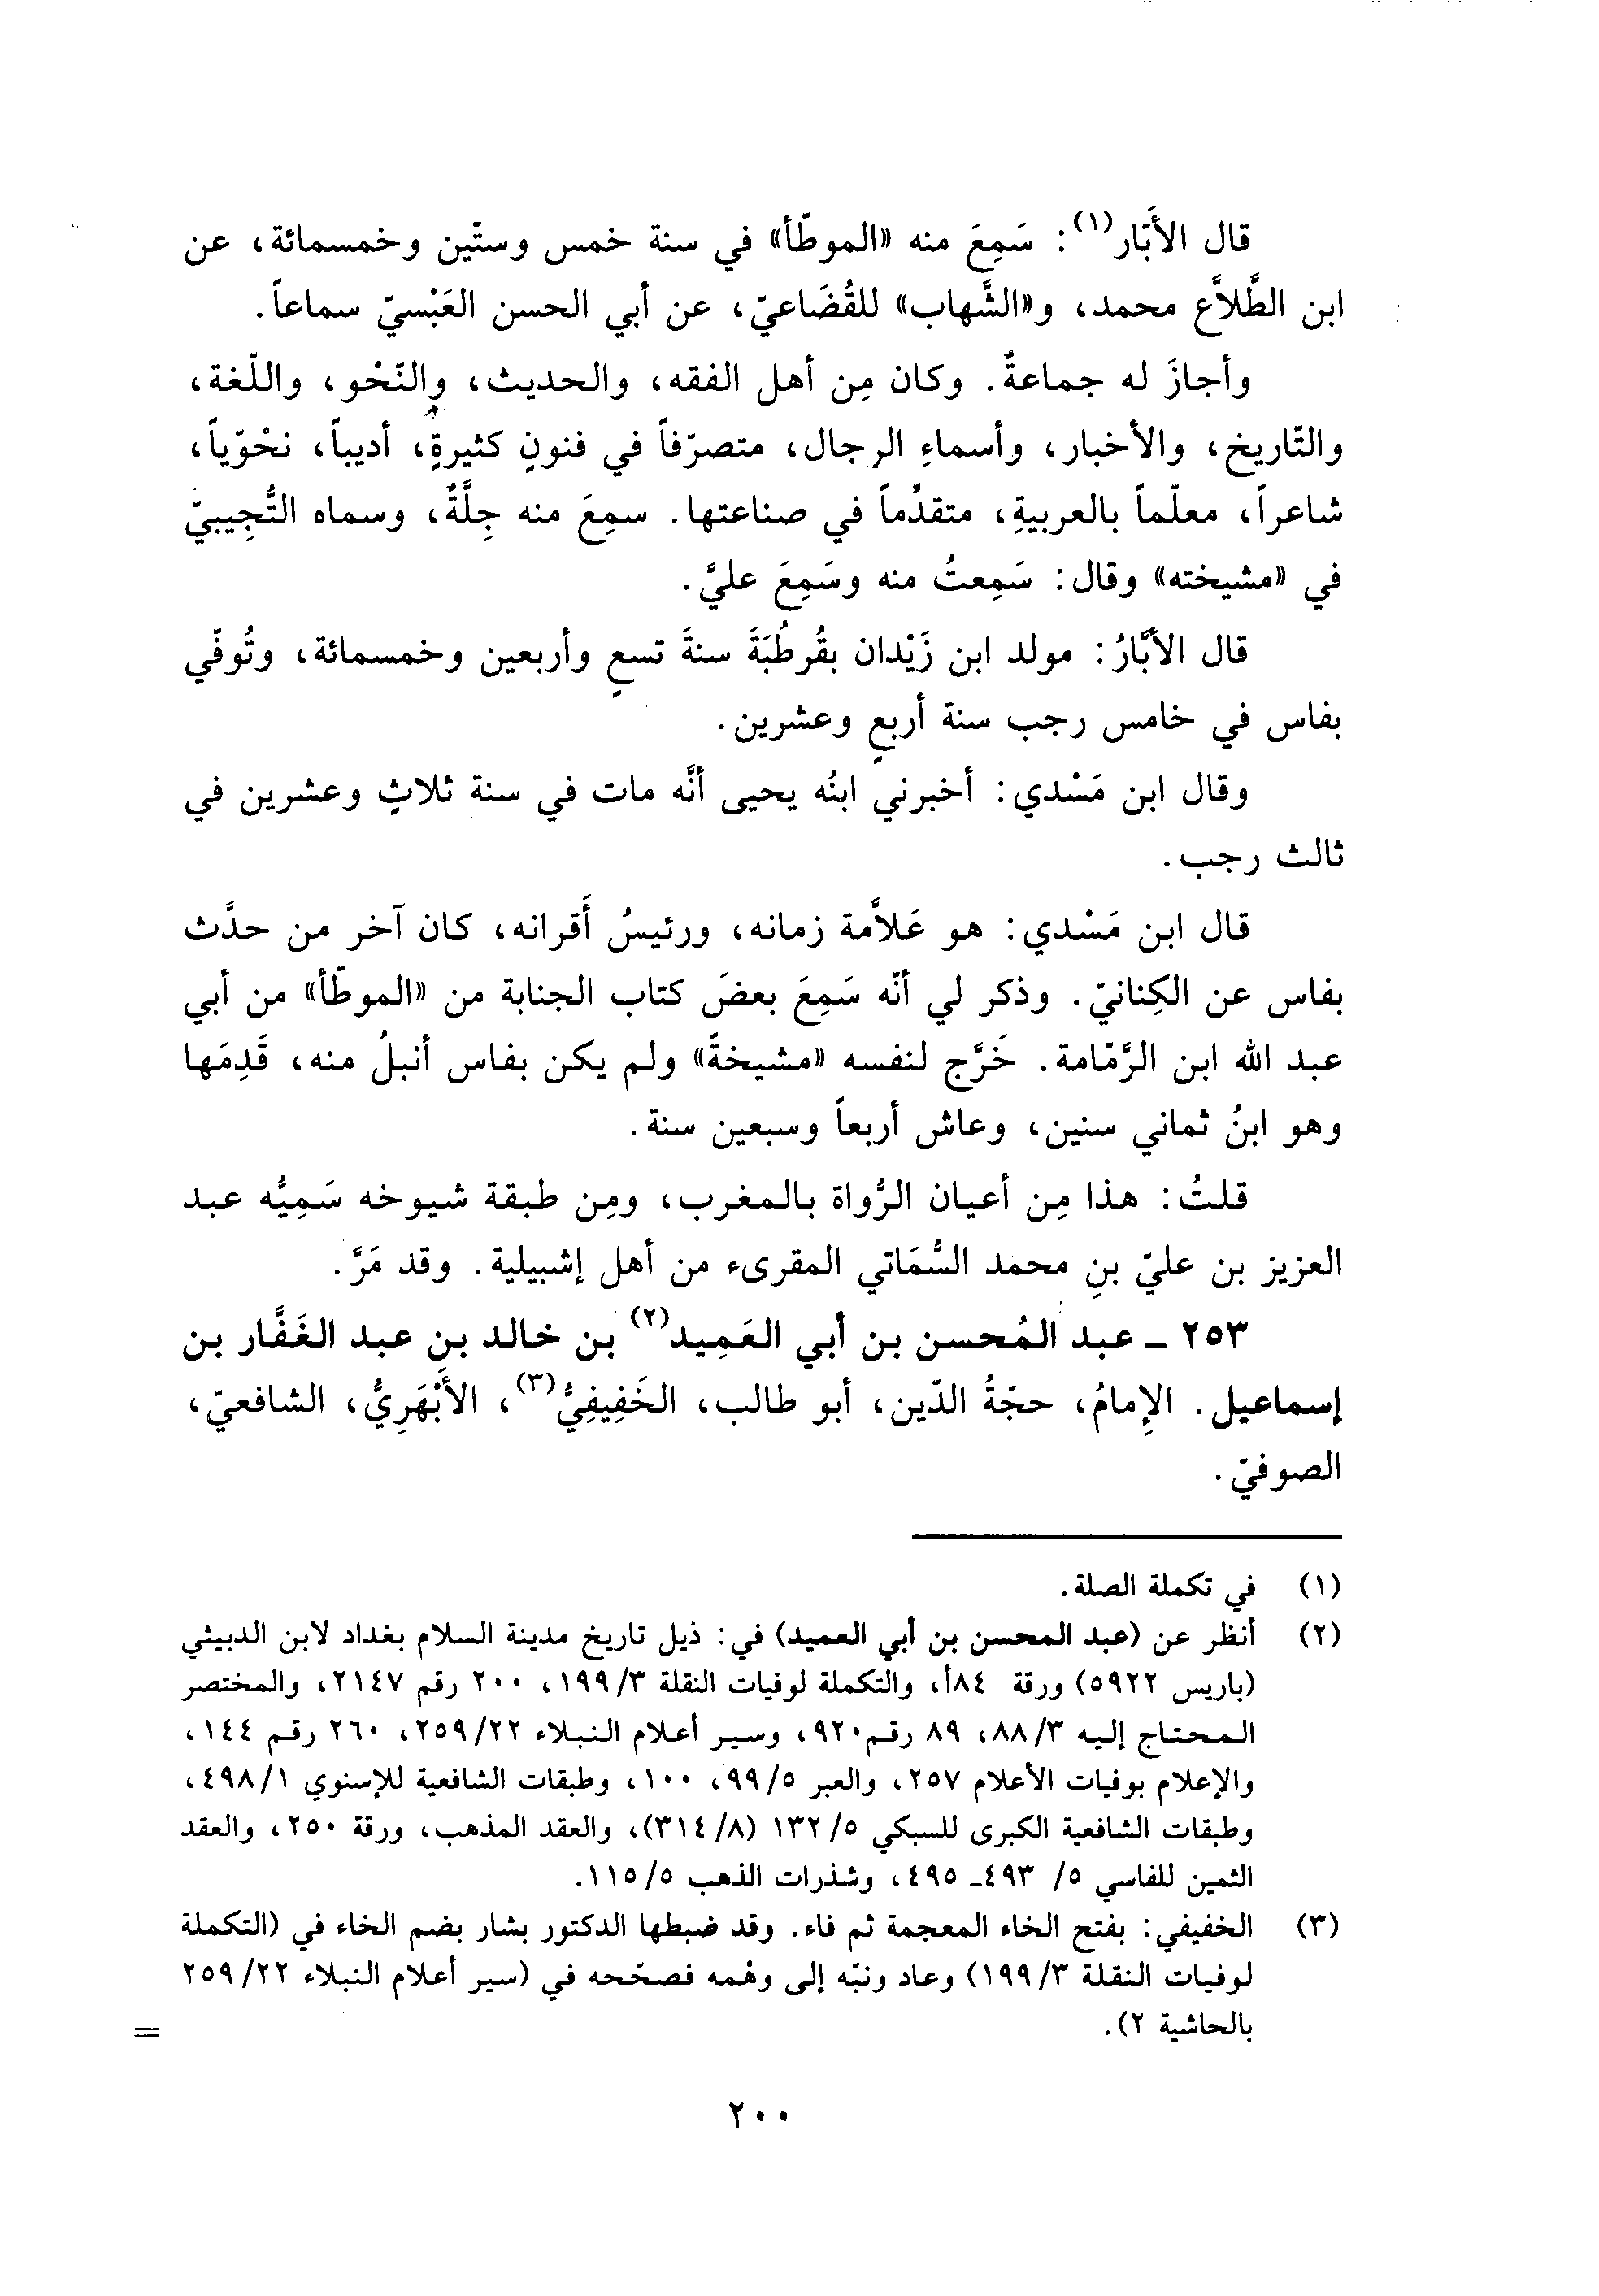 قال الأَبّار(١): سَمِعَ منه «الموطّأ» في سنة خمس وستّين وخمسمائة، عن
ابن الطَّلاَّع محمد، و«الشَّهاب» للقُضَاعيّ، عن أبي الحسن العَبْسيّ سماعاً.
وأجازَ له جماعةٌ. وكان مِن أهل الفقه، والحديث، والنّحْو، واللّغة،
والتّاريخ، والأخبار، وأسماءِ الرجال، متصرّفاً في فنونٍ كثيرةٍ، أديباً، نحْوّياً،
شاعراً، معلّماً بالعربيةِ، متقدّماً في صناعتها. سمِعَ منه جِلَّةٌ، وسماه التُّجِيبيّ
في «مشيخته» وقال: سَمِعتُ منه وسَمِعَ عليَّ.
قال الأبَّارُ: مولد ابن زَيْدان بقُرطُبَةَ سنةَ تسعٍ وأربعين وخمسمائة، وتُوفّي
بفاس في خامس رجب سنة أربعٍ وعشرين.
وقال ابن مَسْدي: أخبرني ابنُه يحيى أنَّه مات في سنة ثلاثٍ وعشرين في
ثالث رجب.
قال ابن مَسْدي: هو عَلاَّمة زمانه، ورئيسُ أَقرانه، كان آخر من حدَّث
بفاس عن الكِنانيّ. وذكر لي أنّه سَمِعَ بعضَ كتاب الجنابة من «الموطّأ» من أبي
عبد الله ابن الرَّمّامة. خَرَّج لنفسه «مشيخةً» ولم يكن بفاس أنبلُ منه، قَدِمَها
وهو ابنُ ثماني سنين، وعاش أربعاً وسبعين سنة.
قلتُ: هذا مِن أعيان الرُّواة بالمغرب، ومِن طبقة شيوخه سَمِيُّه عبد
العزيز بن عليّ بنِ محمد السُّمَاتي المقرىء من أهل إشبيلية. وقد مَرَّ.
٢٥٣ ـ عبد المُحسن بن أبي العَمِيد(٢) بن خالد بن عبد الغَفَّار بن
إسماعيل. الإِمامُ، حجّةُ الدّين، أبو طالب، الخَفِيفِيُّ(٣)، الأَبْهَرِيُّ، الشافعيّ،
الصوفيّ.
(١) في تكملة الصلة.
(٢) أنظر عن (عبد المحسن بن أبي العميد) في: ذيل تاريخ مدينة السلام بغداد لابن الدبيثي
(باريس ٥٩٢٢) ورقة ٨٤أ، والتكملة لوفيات النقلة ٣/ ١٩٩، ٢٠٠ رقم ٢١٤٧، والمختصر
المحتاج إليه ٣/ ٨٨، ٨٩ رقم٩٢٠، وسير أعلام النبلاء ٢٢/ ٢٥٩، ٢٦٠ رقم ١٤٤،
والإعلام بوفيات الأعلام ٢٥٧، والعبر ٥/ ٩٩، ١٠٠، وطبقات الشافعية للإسنوي ١/ ٤٩٨،
وطبقات الشافعية الكبرى للسبكي ٥/ ١٣٢ (٨/ ٣١٤)، والعقد المذهب، ورقة ٢٥٠، والعقد
الثمين للفاسي ٥/ ٤٩٣ـ ٤٩٥، وشذرات الذهب ٥/ ١١٥.
(٣) الخفيفي: بفتح الخاء المعجمة ثم فاء. وقد ضبطها الدكتور بشار بضم الخاء في (التكملة
لوفيات النقلة ٣/ ١٩٩) وعاد ونبّه إلى وهْمه فصحّحه في (سير أعلام النبلاء ٢٢/ ٢٥٩
بالحاشية ٢).
=
٢٠٠